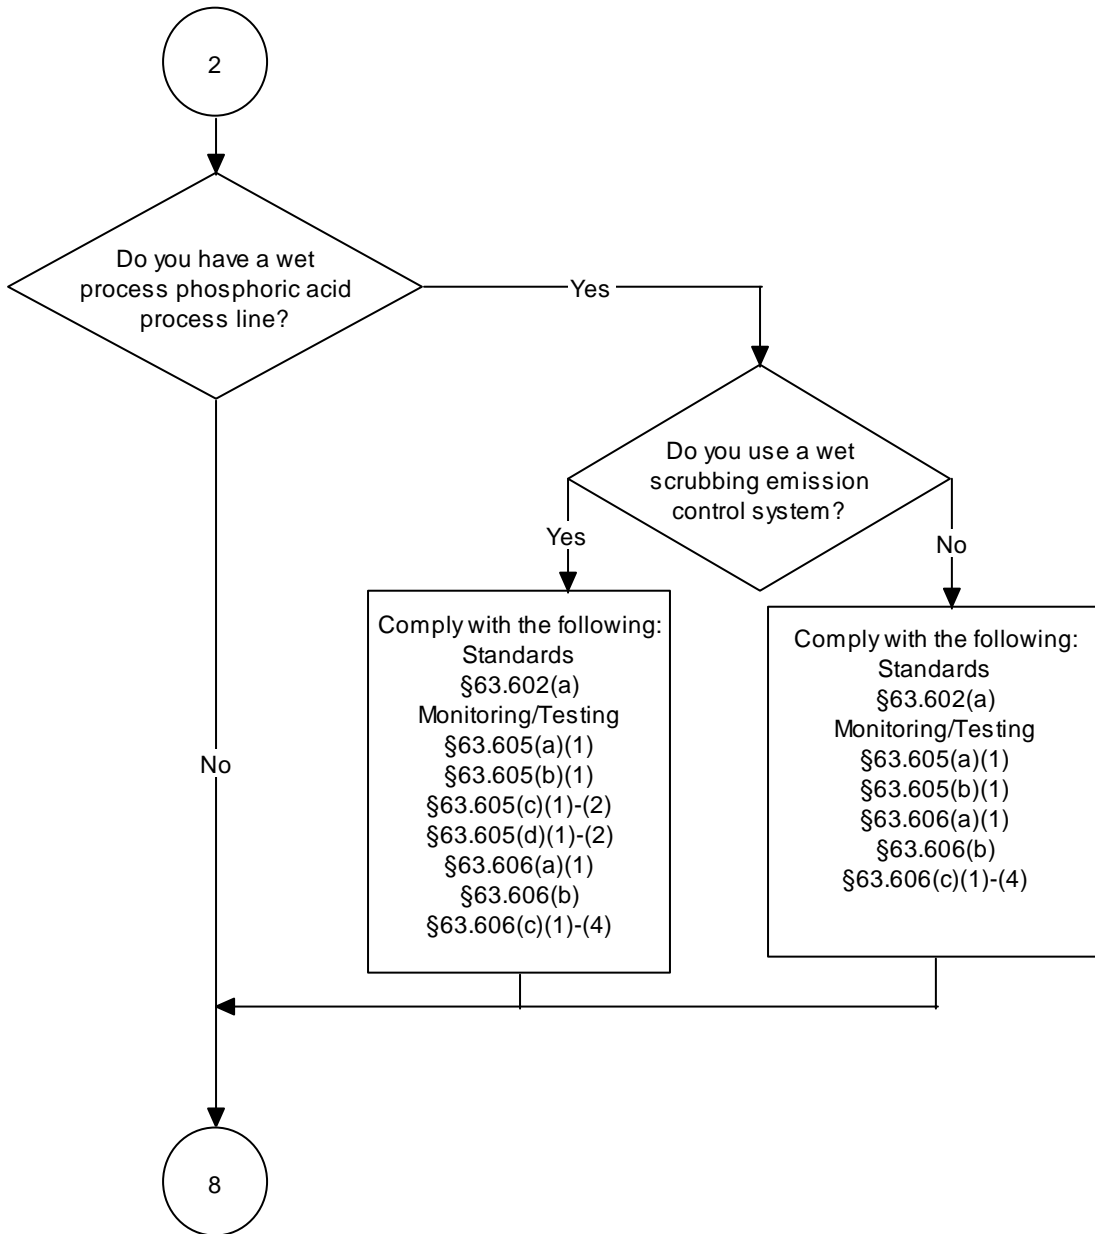 2
Do you have a wet
process phosphoric acid
process line?
Yes
Do you use a wet
scrubbing emission
control system?
Yes
No
Comply with the following:
Standards
§63.602(a)
Monitoring/Testing
§63.605(a)(1)
§63.605(b)(1)
§63.605(c)(1)-(2)
§63.605(d)(1)-(2)
§63.606(a)(1)
§63.606(b)
§63.606(c)(1)-(4)
Comply with the following:
Standards
§63.602(a)
Monitoring/Testing
§63.605(a)(1)
§63.605(b)(1)
§63.606(a)(1)
§63.606(b)
§63.606(c)(1)-(4)
No
8